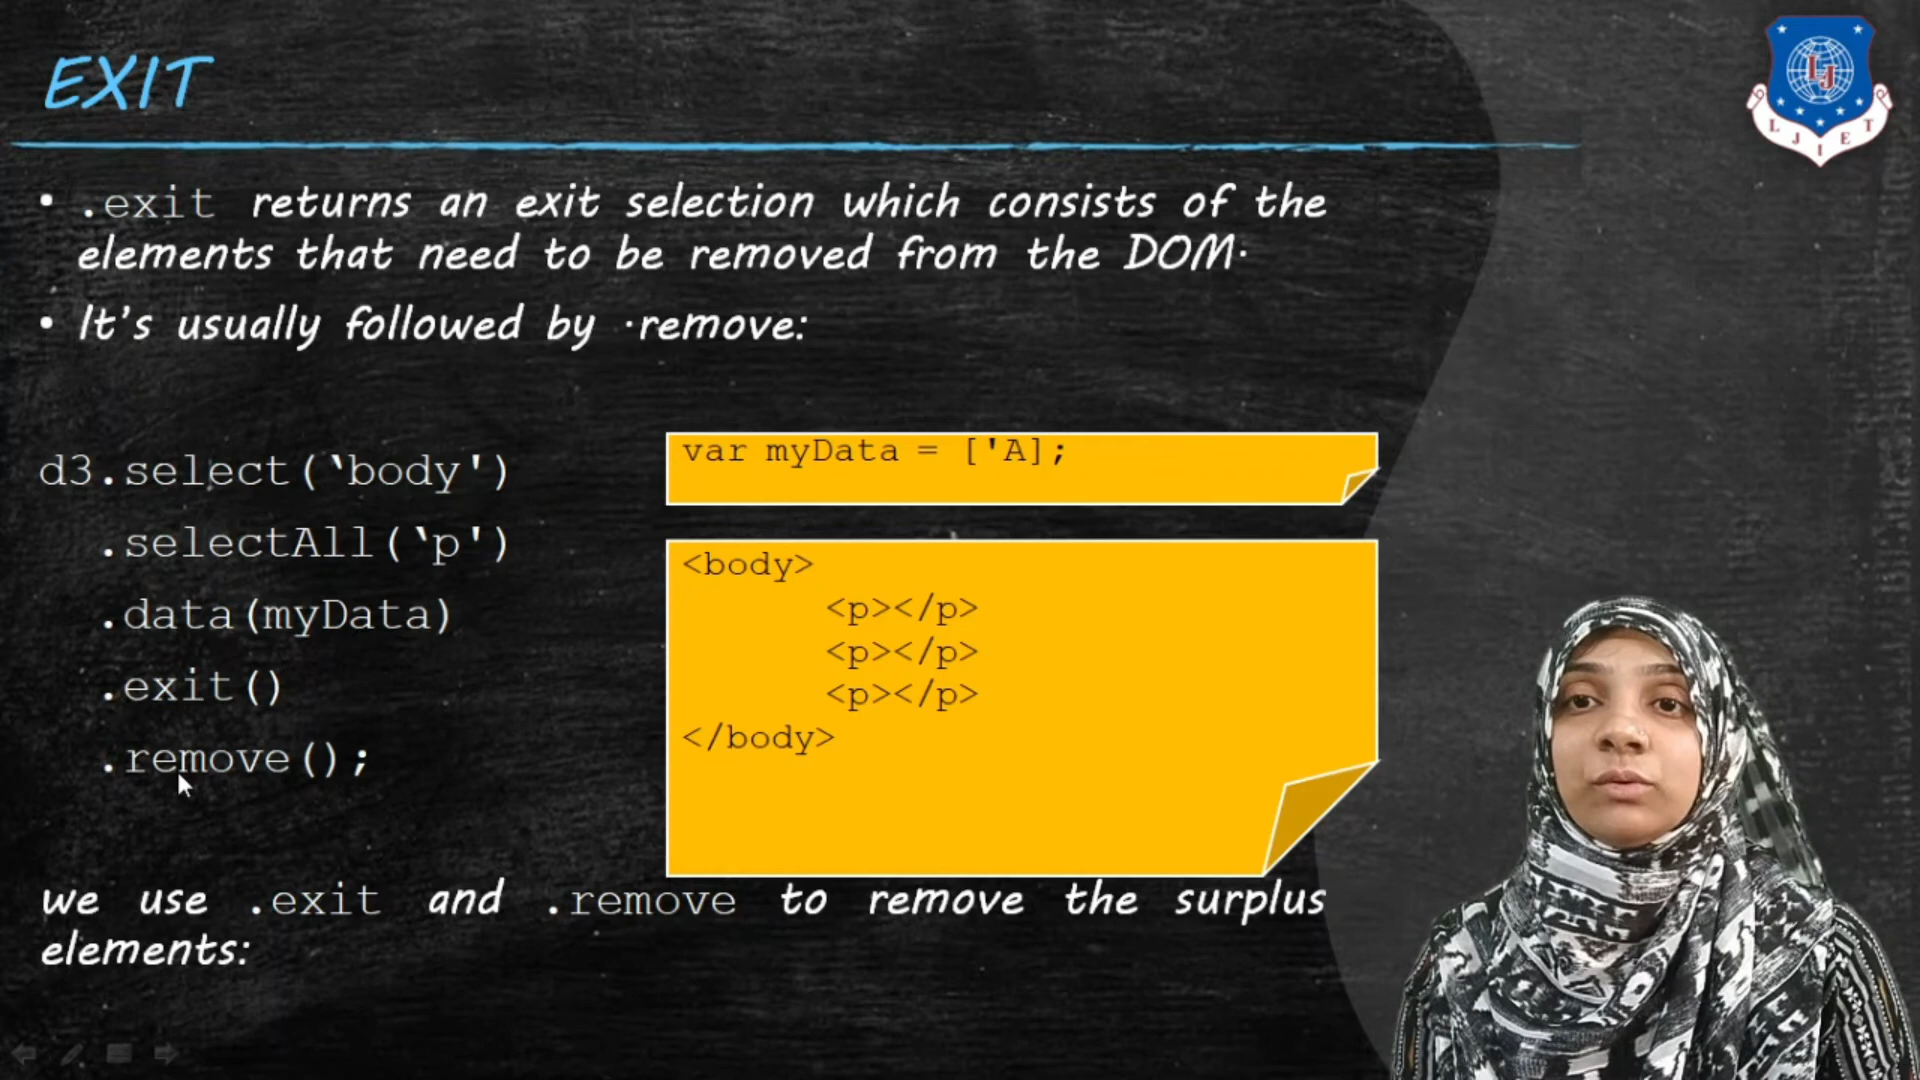 EXIT
LJ
L J I E T
• .exit returns an exit selection which consists of the
elements that need to be removed from the DOM·
• It's usually followed by ·remove:
d3.select(‛body')
.selectAll(‛p')
.data(myData)
.exit()
.remove();
var myData = ['A];
<body>
<p></p>
<p></p>
<p></p>
</body>
we use .exit and .remove to remove the surplus
elements: